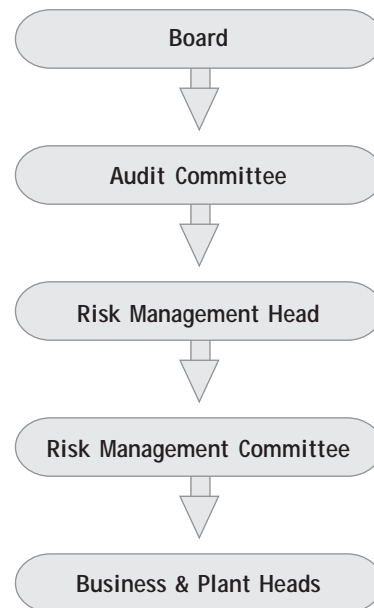 Board
Audit Committee
Risk Management Head
Risk Management Committee
Business & Plant Heads